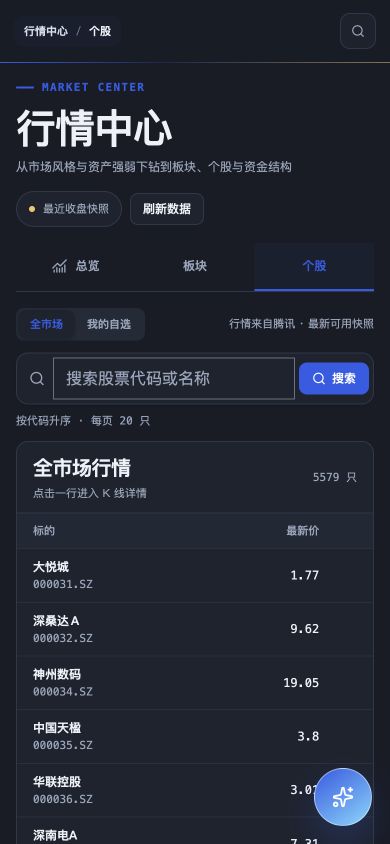 行情中心 / 个股
MARKET CENTER
行情中心
从市场风格与资产强弱下钻到板块、个股与资金结构
最近收盘快照 刷新数据
总览 板块 个股
全市场 我的自选 行情来自腾讯 · 最新可用快照
搜索股票代码或名称 搜索
按代码升序 · 每页 20 只
全市场行情
5579 只
点击一行进入 K 线详情
标的 最新价
大悦城
000031.SZ
1.77
深桑达A
000032.SZ
9.62
神州数码
000034.SZ
19.05
中国天楹
000035.SZ
3.8
华联控股
000036.SZ
深南电A
7.31